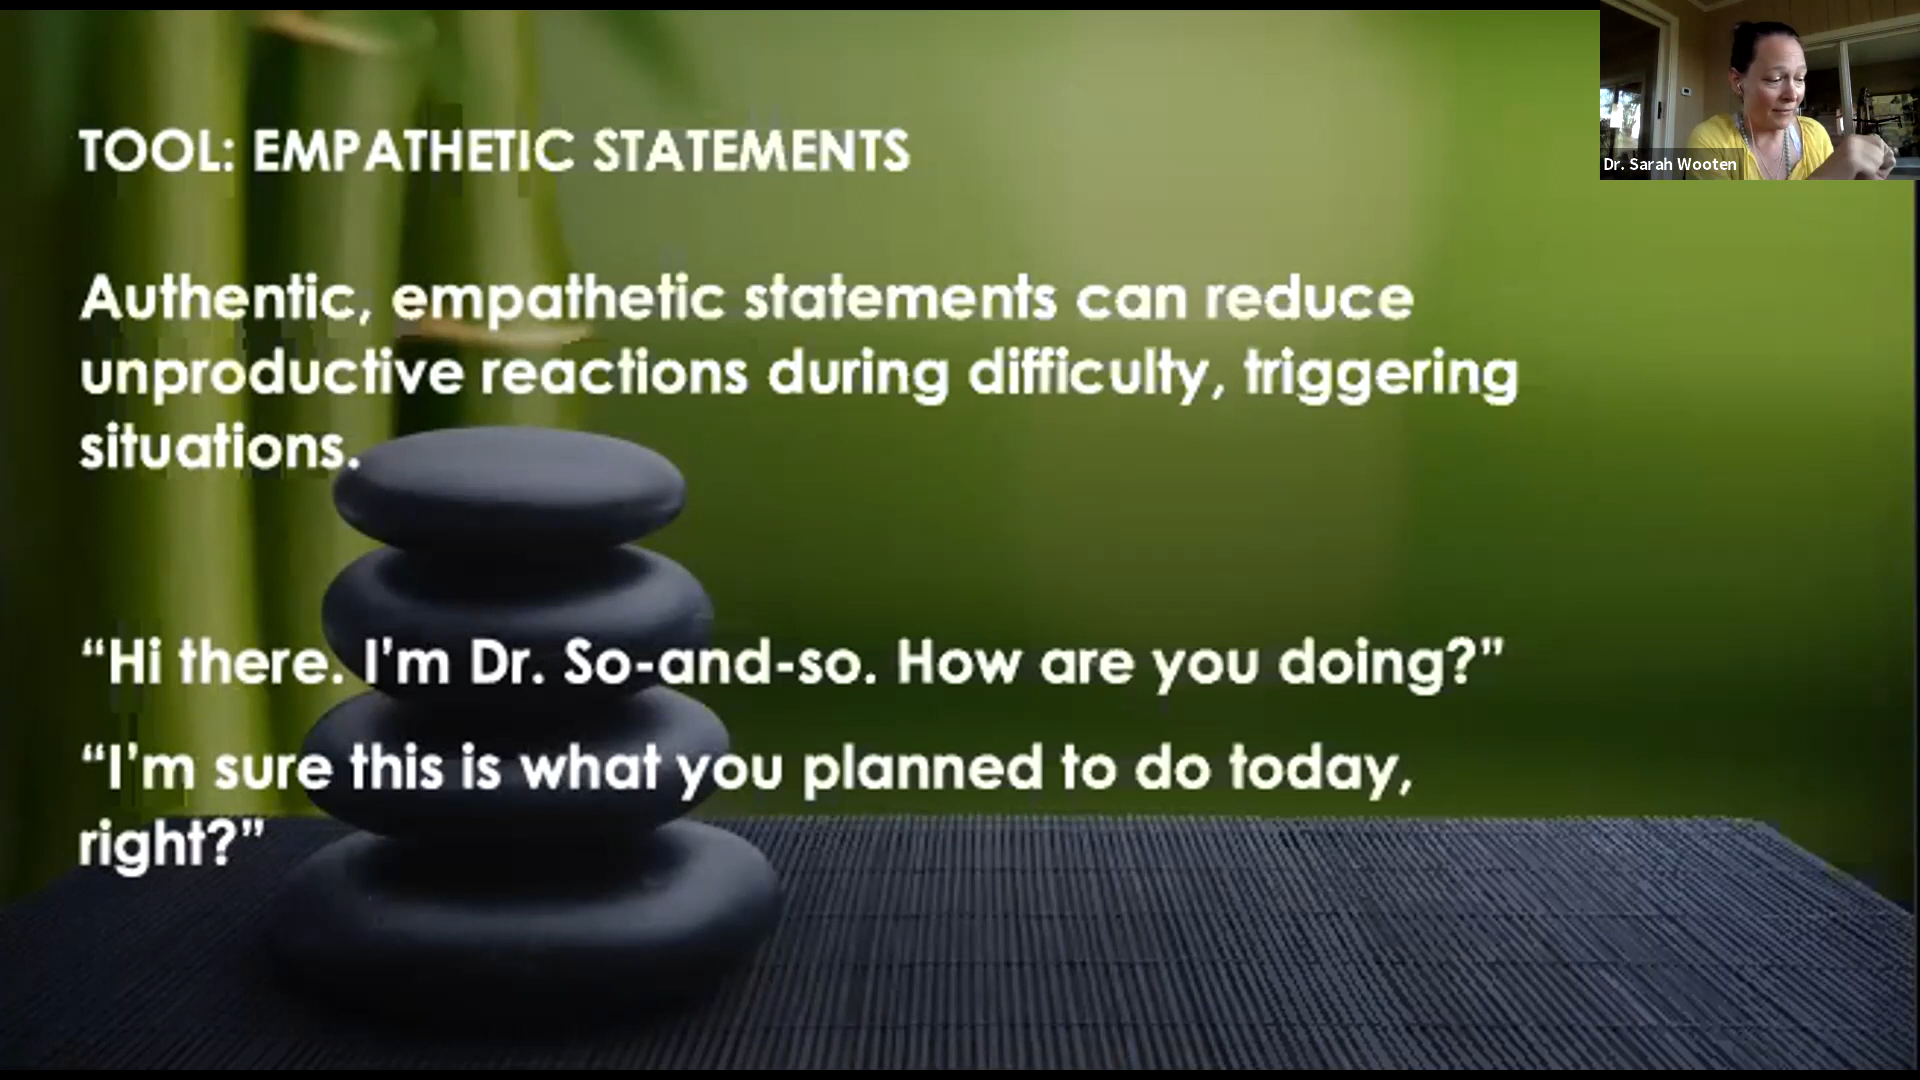 TOOL: EMPATHETIC STATEMENTS
Authentic, empathetic statements can reduce
unproductive reactions during difficulty, triggering
situations.
“Hi there. I’m Dr. So-and-so. How are you doing?”
“I’m sure this is what you planned to do today,
right?”
Dr. Sarah Wooten